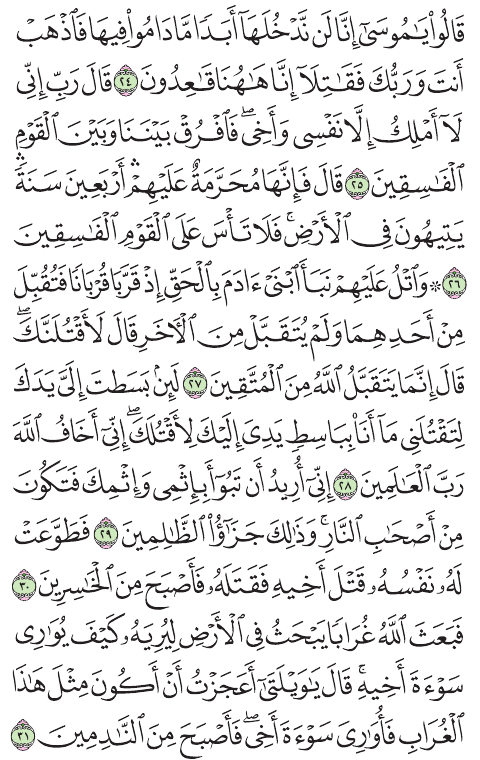 قَالُوا۟ يَـٰمُوسَىٰٓ إِنَّا لَن نَّدْخُلَهَآ أَبَدًا مَّا دَامُوا۟ فِيهَا فَٱذْهَبْ
أَنتَ وَرَبُّكَ فَقَـٰتِلَآ إِنَّا هَـٰهُنَا قَـٰعِدُونَ ٢٤ قَالَ رَبِّ إِنِّى
لَآ أَمْلِكُ إِلَّا نَفْسِى وَأَخِى ۖ فَٱفْرُقْ بَيْنَنَا وَبَيْنَ ٱلْقَوْمِ
ٱلْفَـٰسِقِينَ ٢٥ قَالَ فَإِنَّهَا مُحَرَّمَةٌ عَلَيْهِمْ ۛ أَرْبَعِينَ سَنَةً ۛ
يَتِيهُونَ فِى ٱلْأَرْضِ ۚ فَلَا تَأْسَ عَلَى ٱلْقَوْمِ ٱلْفَـٰسِقِينَ
٢٦ ۞ وَٱتْلُ عَلَيْهِمْ نَبَأَ ٱبْنَىْ ءَادَمَ بِٱلْحَقِّ إِذْ قَرَّبَا قُرْبَانًا فَتُقُبِّلَ
مِنْ أَحَدِهِمَا وَلَمْ يُتَقَبَّلْ مِنَ ٱلْـَٔاخَرِ قَالَ لَأَقْتُلَنَّكَ ۖ
قَالَ إِنَّمَا يَتَقَبَّلُ ٱللَّهُ مِنَ ٱلْمُتَّقِينَ ٢٧ لَئِنۢ بَسَطتَ إِلَىَّ يَدَكَ
لِتَقْتُلَنِى مَآ أَنَا۠ بِبَاسِطٍ يَدِىَ إِلَيْكَ لِأَقْتُلَكَ ۖ إِنِّىٓ أَخَافُ ٱللَّهَ
رَبَّ ٱلْعَـٰلَمِينَ ٢٨ إِنِّىٓ أُرِيدُ أَن تَبُوٓأَ بِإِثْمِى وَإِثْمِكَ فَتَكُونَ
مِنْ أَصْحَـٰبِ ٱلنَّارِ ۚ وَذَٰلِكَ جَزَٰٓؤُا۟ ٱلظَّـٰلِمِينَ ٢٩ فَطَوَّعَتْ
لَهُۥ نَفْسُهُۥ قَتْلَ أَخِيهِ فَقَتَلَهُۥ فَأَصْبَحَ مِنَ ٱلْخَـٰسِرِينَ ٣٠
فَبَعَثَ ٱللَّهُ غُرَابًا يَبْحَثُ فِى ٱلْأَرْضِ لِيُرِيَهُۥ كَيْفَ يُوَٰرِى
سَوْءَةَ أَخِيهِ ۚ قَالَ يَـٰوَيْلَتَىٰٓ أَعَجَزْتُ أَنْ أَكُونَ مِثْلَ هَـٰذَا
ٱلْغُرَابِ فَأُوَٰرِىَ سَوْءَةَ أَخِى ۖ فَأَصْبَحَ مِنَ ٱلنَّـٰدِمِينَ ٣١